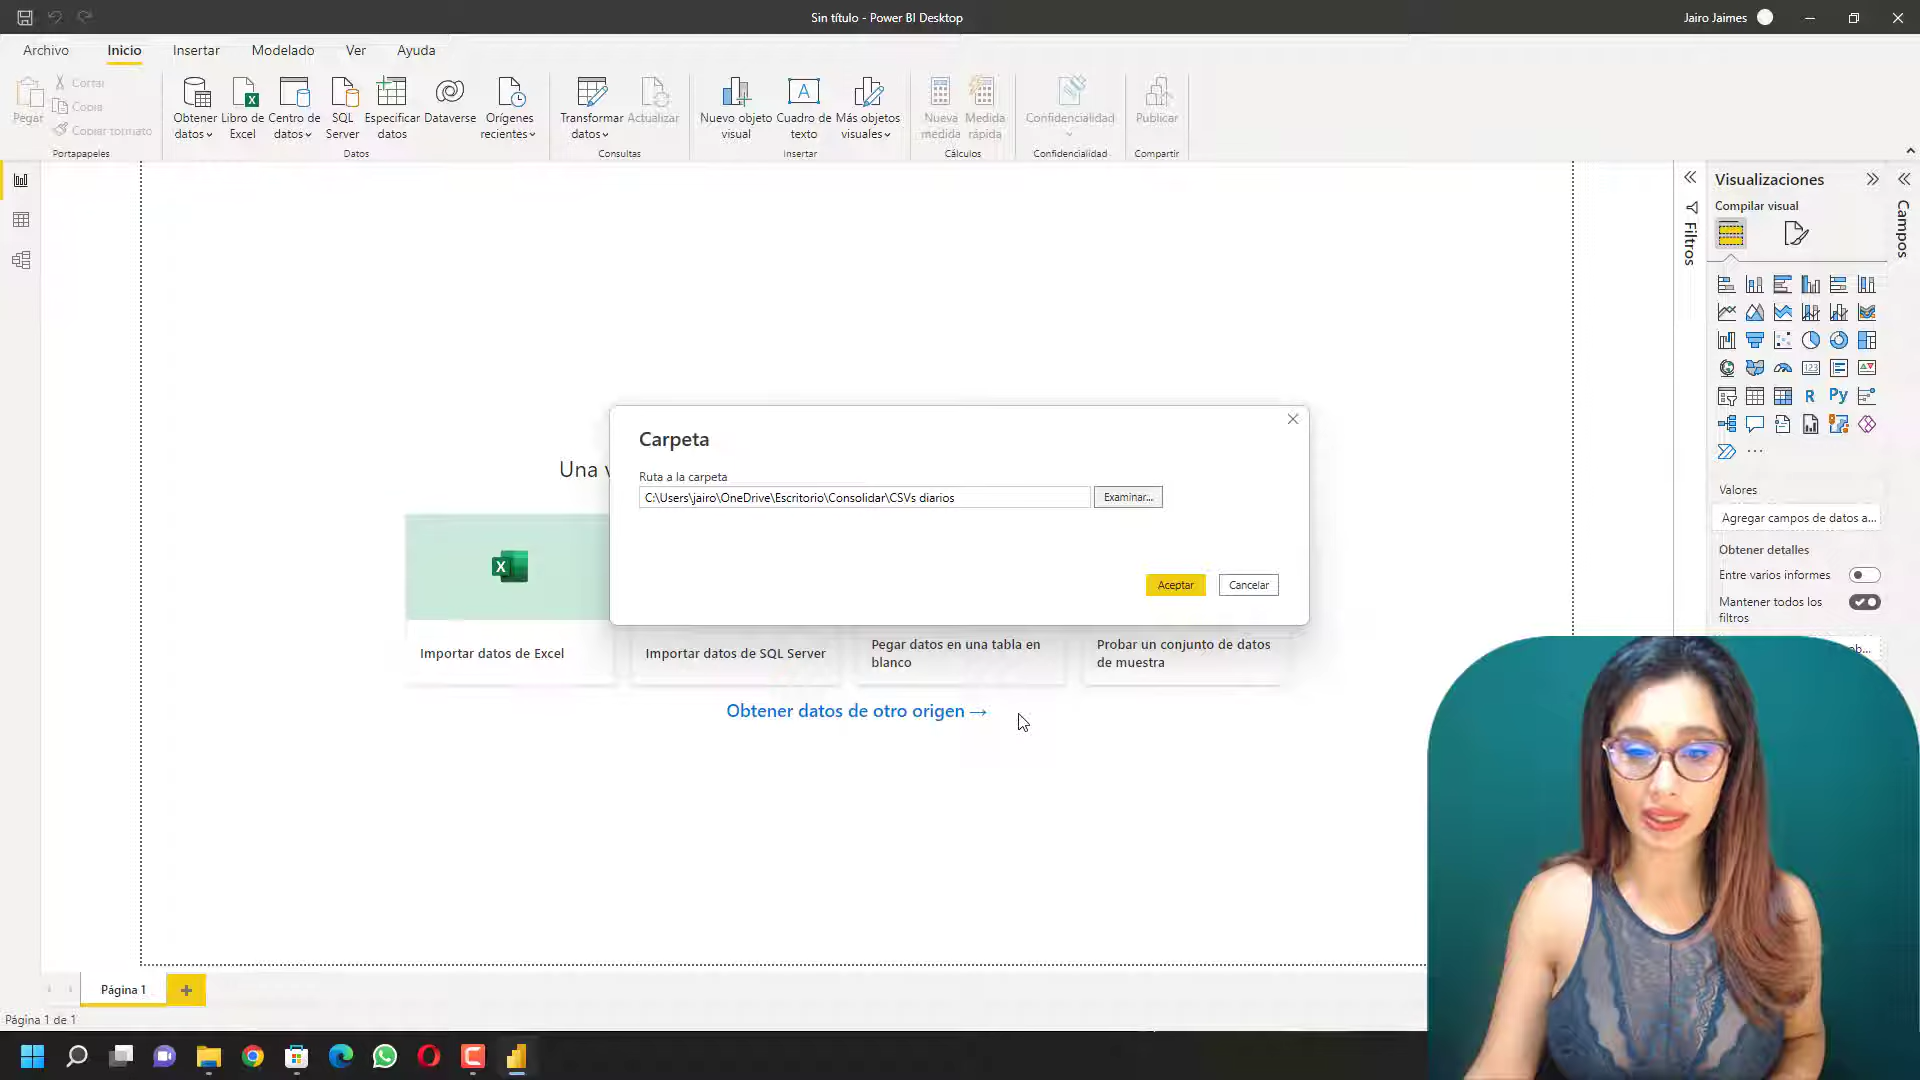 Sin título - Power BI Desktop
Jairo Jaimes
Archivo
Inicio
Insertar
Modelado
Ver
Ayuda
Pegar
Cortar
Copia
Copiar formato
Portapapeles
Obtener datos
Libro de Excel
Centro de datos
SQL Server
Especificar datos
Dataverse
Orígenes recientes
Datos
Transformar datos
Actualizar
Consultas
Nuevo objeto visual
Cuadro de texto
Más objetos visuales
Insertar
Nueva medida
Medida rápida
Cálculos
Confidencialidad
Confidencialidad
Publicar
Compartir
Filtros
Visualizaciones
Compilar visual
Campos
R
Py
123
Valores
Agregar campos de datos a...
Obtener detalles
Entre varios informes
Mantener todos los
filtros
ob...
Una v
Carpeta
Ruta a la carpeta
C:\Users\jairo\OneDrive\Escritorio\Consolidar\CSVs diarios
Examinar...
Aceptar
Cancelar
Importar datos de Excel
Importar datos de SQL Server
Pegar datos en una tabla en
blanco
Probar un conjunto de datos
de muestra
Obtener datos de otro origen →
Página 1
Página 1 de 1